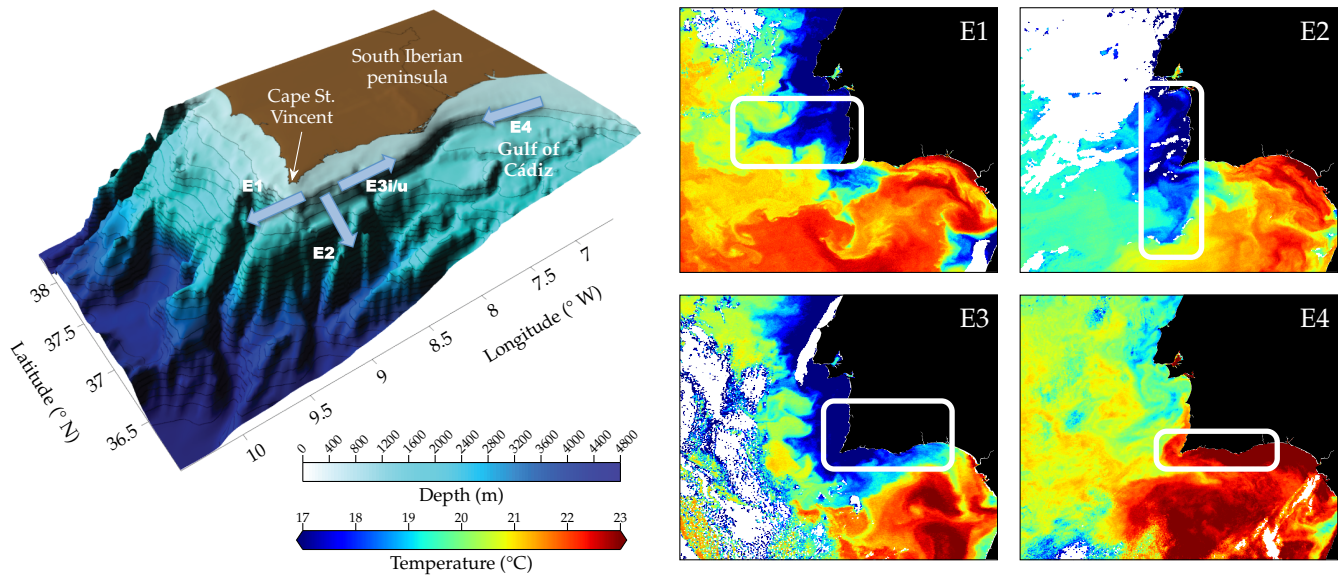 South Iberian
peninsula
Cape St.
Vincent
E4
Gulf of
Cádiz
E1
E3i/u
E2
38
37.5
37
36.5
Latitude (° N)
10
9.5
9
8.5
8
7.5
7
Longitude (° W)
0
400
800
1200
1600
2000
2400
2800
3200
3600
4000
4400
4800
Depth (m)
17 18 19 20 21 22 23
Temperature (°C)
E1
E2
E3
E4